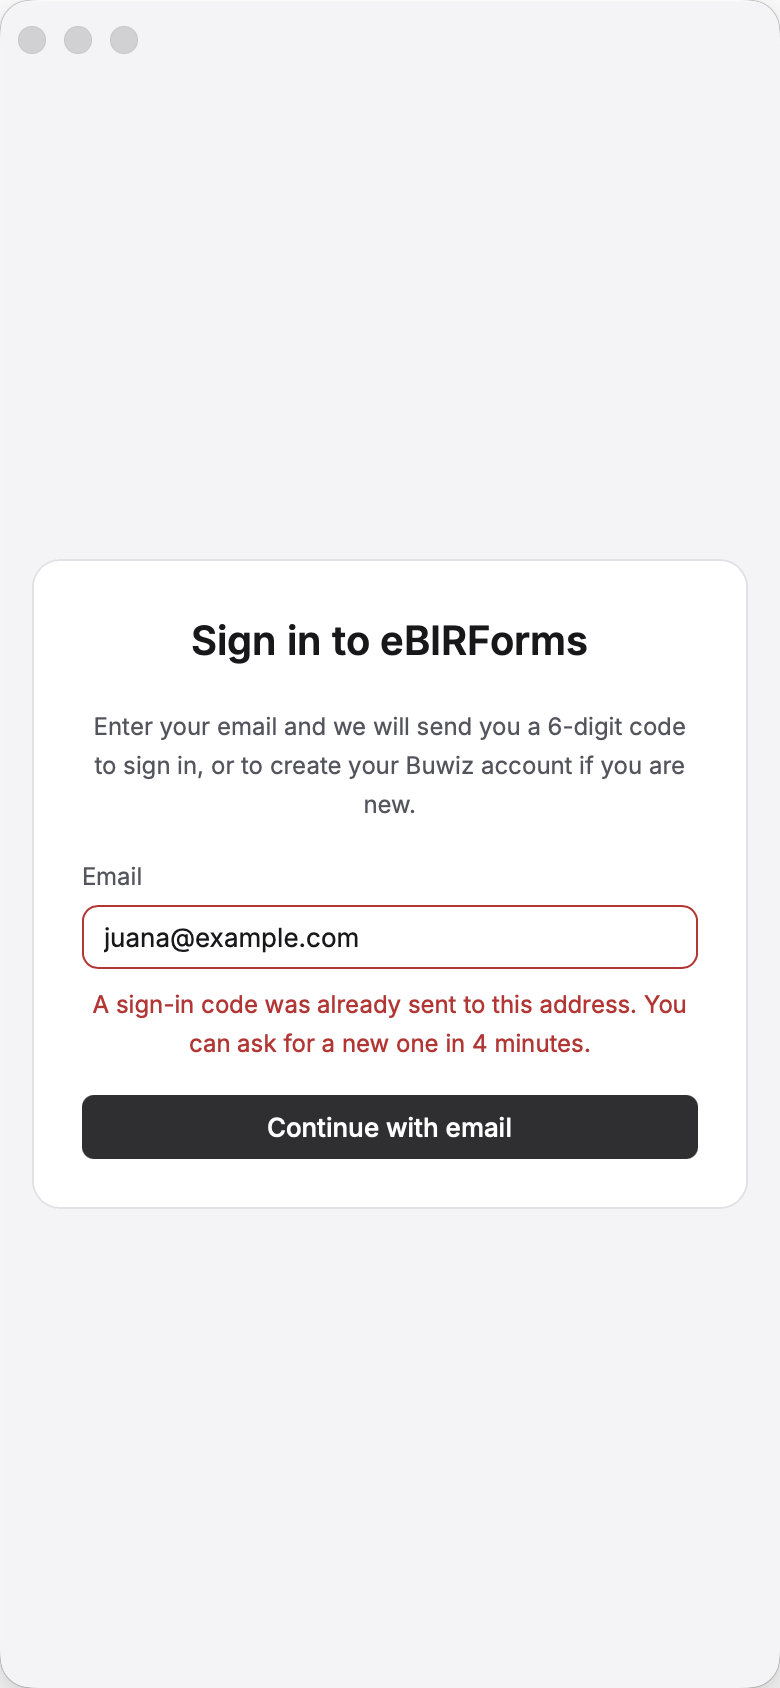 Sign in to eBIRForms
Enter your email and we will send you a 6-digit code
to sign in, or to create your Buwiz account if you are
new.
Email
juana@example.com
A sign-in code was already sent to this address. You
can ask for a new one in 4 minutes.
Continue with email